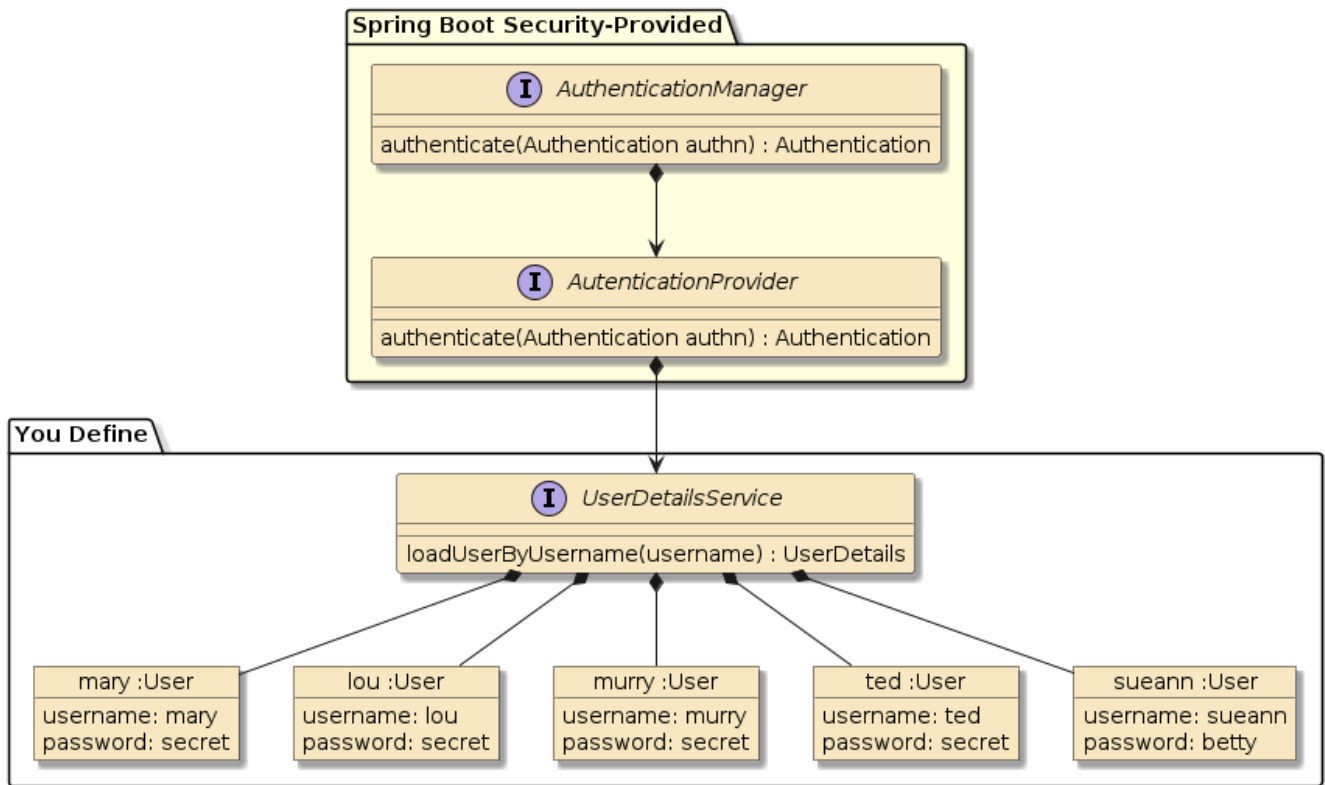 Spring Boot Security-Provided
I AuthenticationManager
authenticate(Authentication authn) : Authentication
I AutenticationProvider
authenticate(Authentication authn) : Authentication
You Define
I UserDetailsService
loadUserByUsername(username) : UserDetails
mary :User
username: mary
password: secret
lou :User
username: lou
password: secret
murry :User
username: murry
password: secret
ted :User
username: ted
password: secret
sueann :User
username: sueann
password: betty